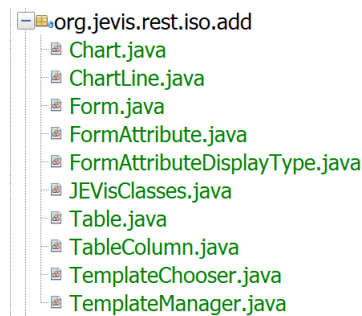 org.jevis.rest.iso.add
Chart.java
ChartLine.java
Form.java
FormAttribute.java
FormAttributeDisplayType.java
JEVisClasses.java
Table.java
TableColumn.java
TemplateChooser.java
TemplateManager.java